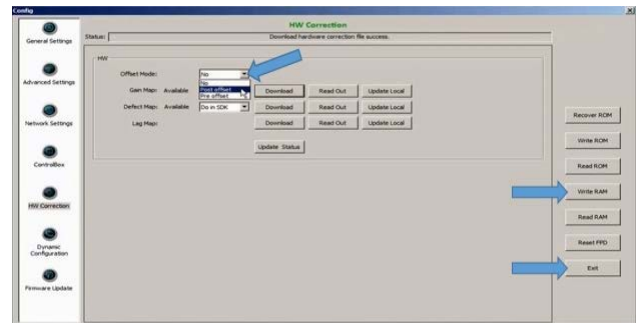 Config
HW Correction
Status: Download hardware correction file success.
General Settings
Advanced Settings
Network Settings
ControlBox
HW Correction
Dynamic
Configuration
Firmware Update
HW
Offset Mode: No
No
Post offset
Pre offset
Gain Map: Available Download Read Out Update Local
Defect Map: Available Do in SDK Download Read Out Update Local
Lag Map: Download Read Out Update Local
Update Status
Recover ROM
Write ROM
Read ROM
Write RAM
Read RAM
Reset FPD
Exit